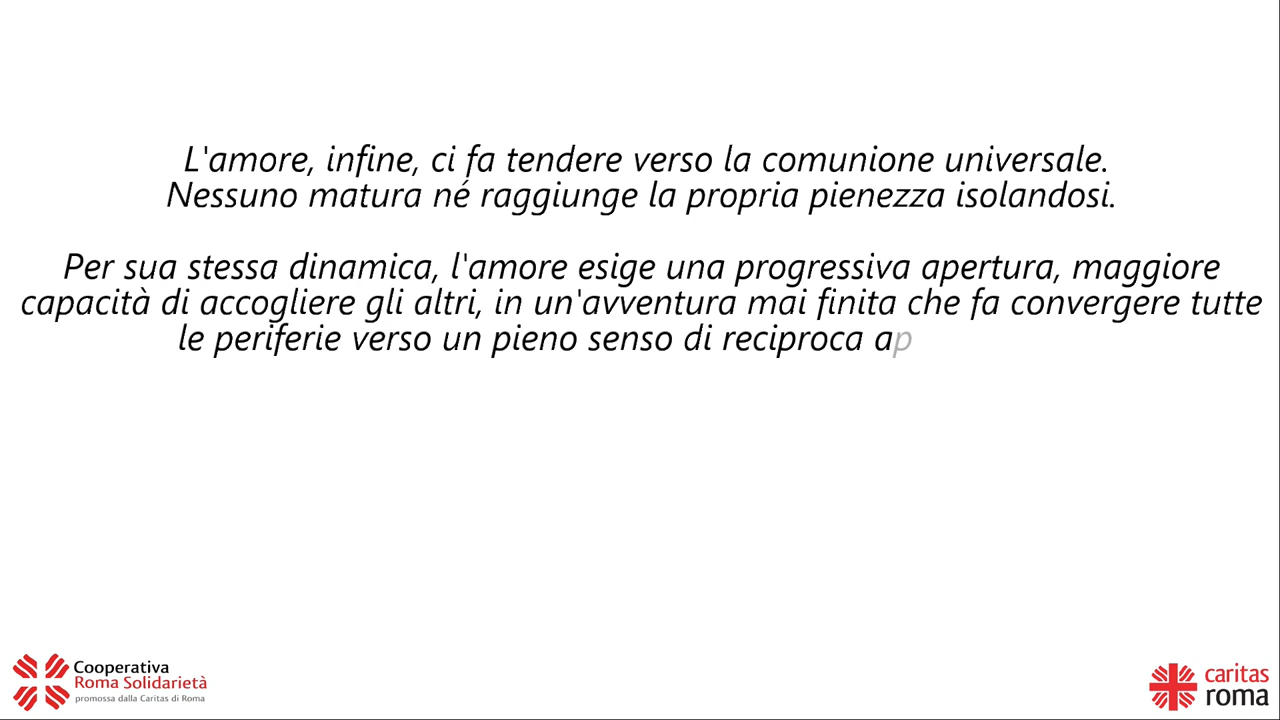 L'amore, infine, ci fa tendere verso la comunione universale.
Nessuno matura né raggiunge la propria pienezza isolandosi.
Per sua stessa dinamica, l'amore esige una progressiva apertura, maggiore
capacità di accogliere gli altri, in un'avventura mai finita che fa convergere tutte
le periferie verso un pieno senso di reciproca ap
Cooperativa
Roma Solidarietà
promossa dalla Caritas di Roma
caritas
roma